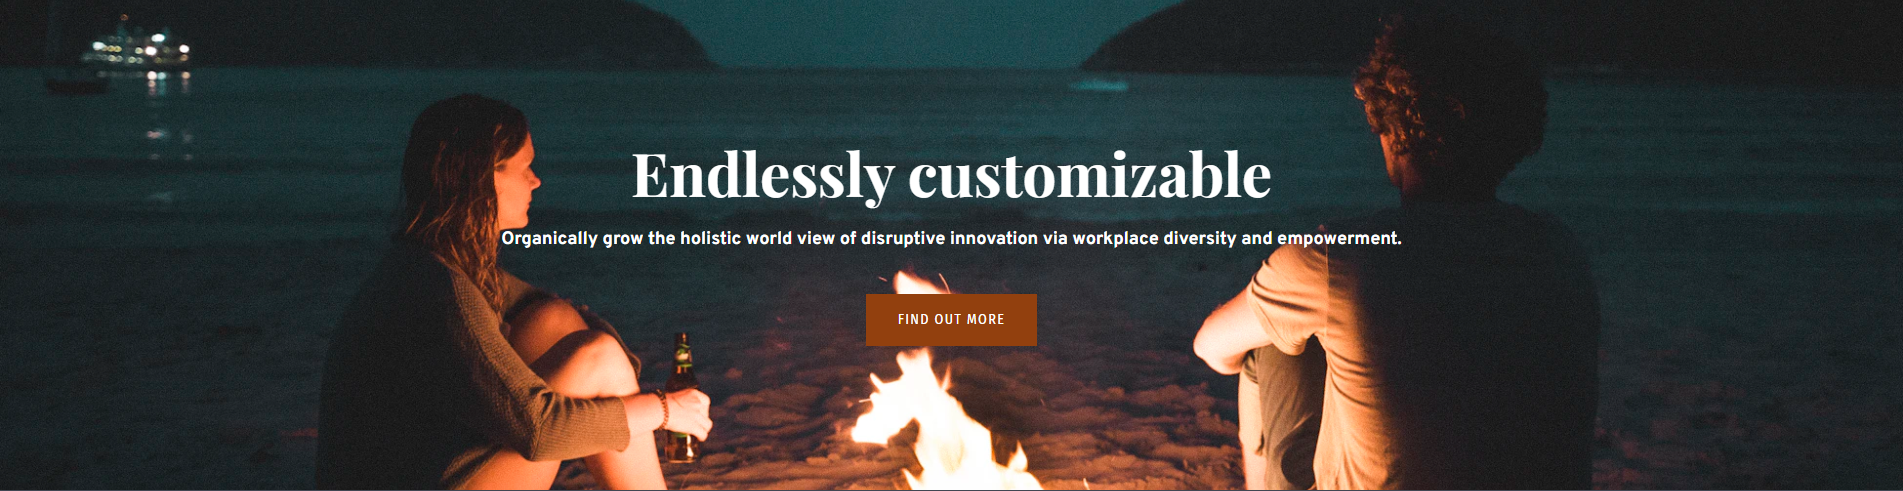 Endlessly customizable
Organically grow the holistic world view of disruptive innovation via workplace diversity and empowerment.
FIND OUT MORE